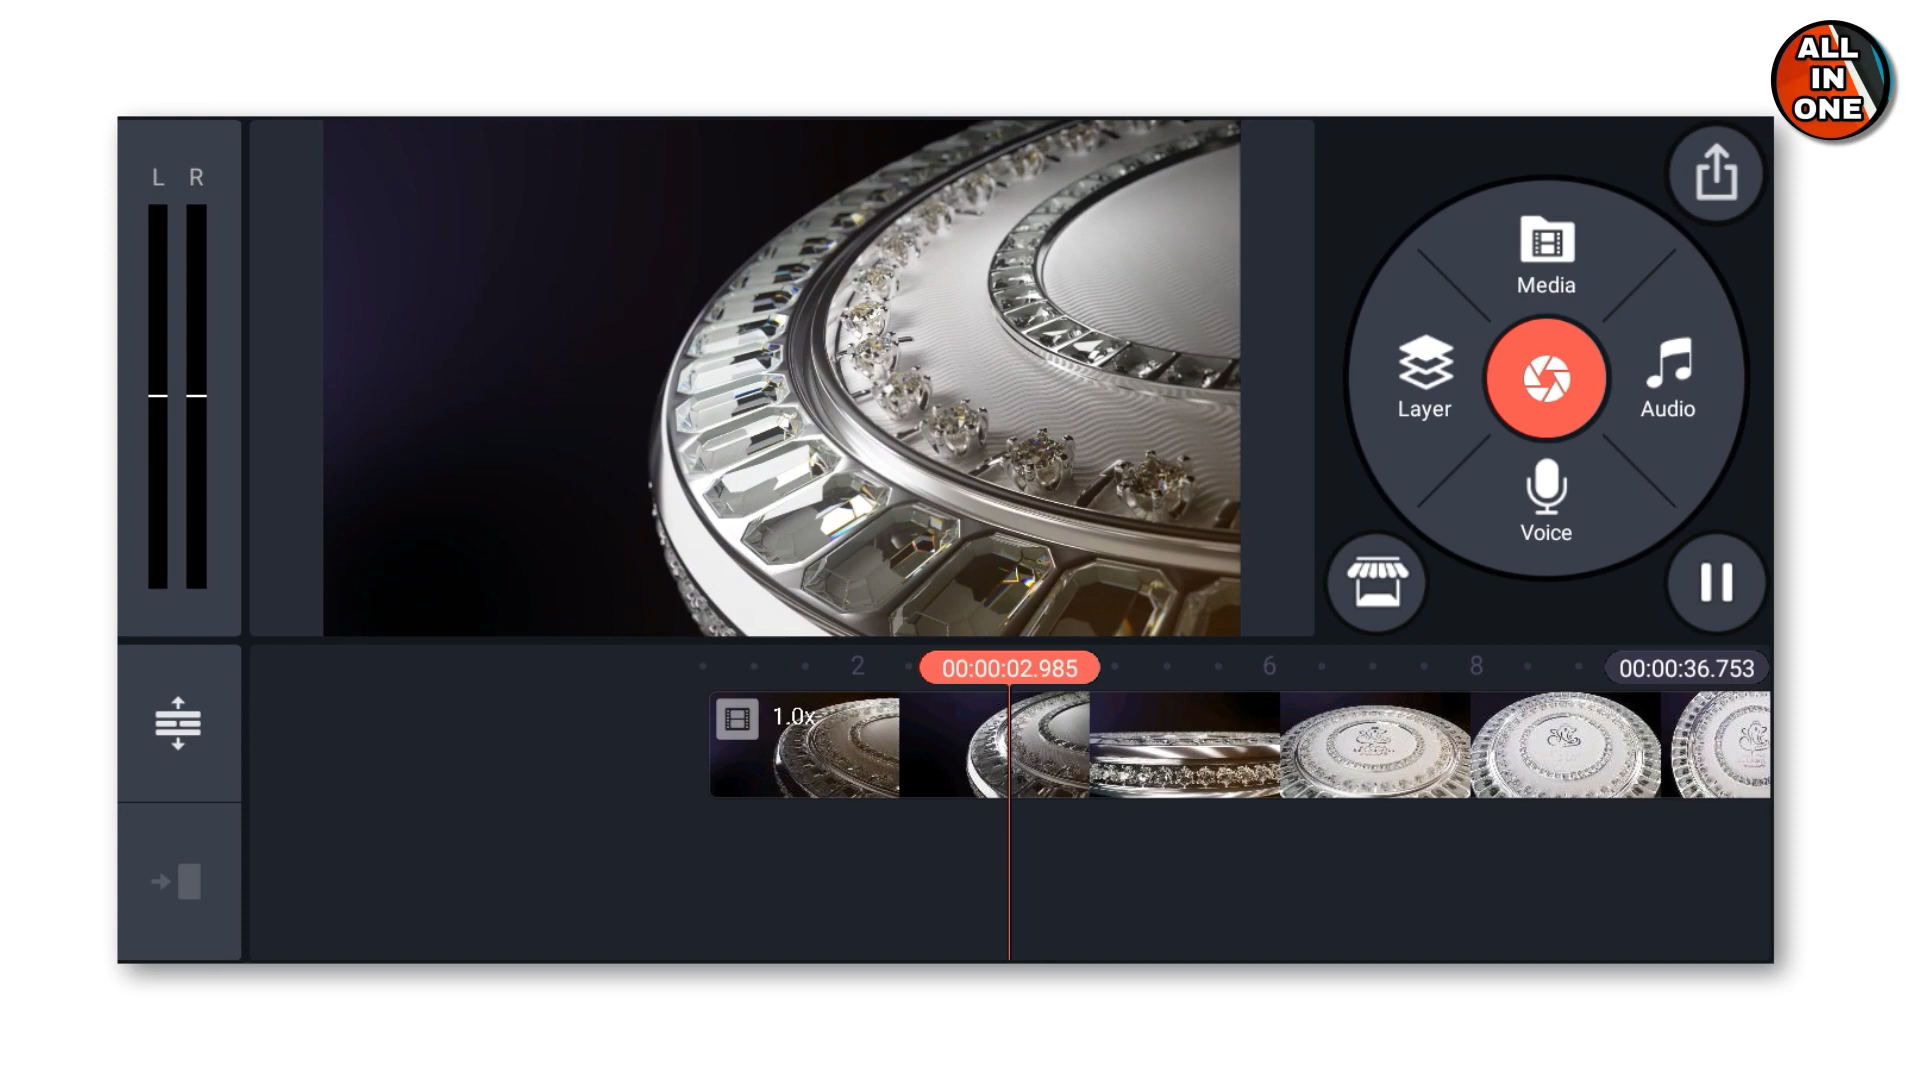 ALL
IN
ONE
L R
Media
Layer
Audio
Voice
2
00:00:02.985
6
8
00:00:36.753
1.0x